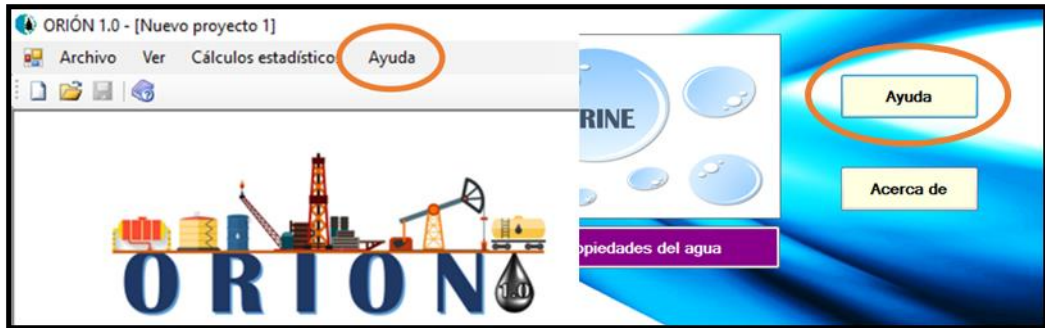 ORIÓN 1.0 - [Nuevo proyecto 1]
Archivo Ver Cálculos estadístico Ayuda
ORION
1.0
RINE
opiedades del agua
Ayuda
Acerca de